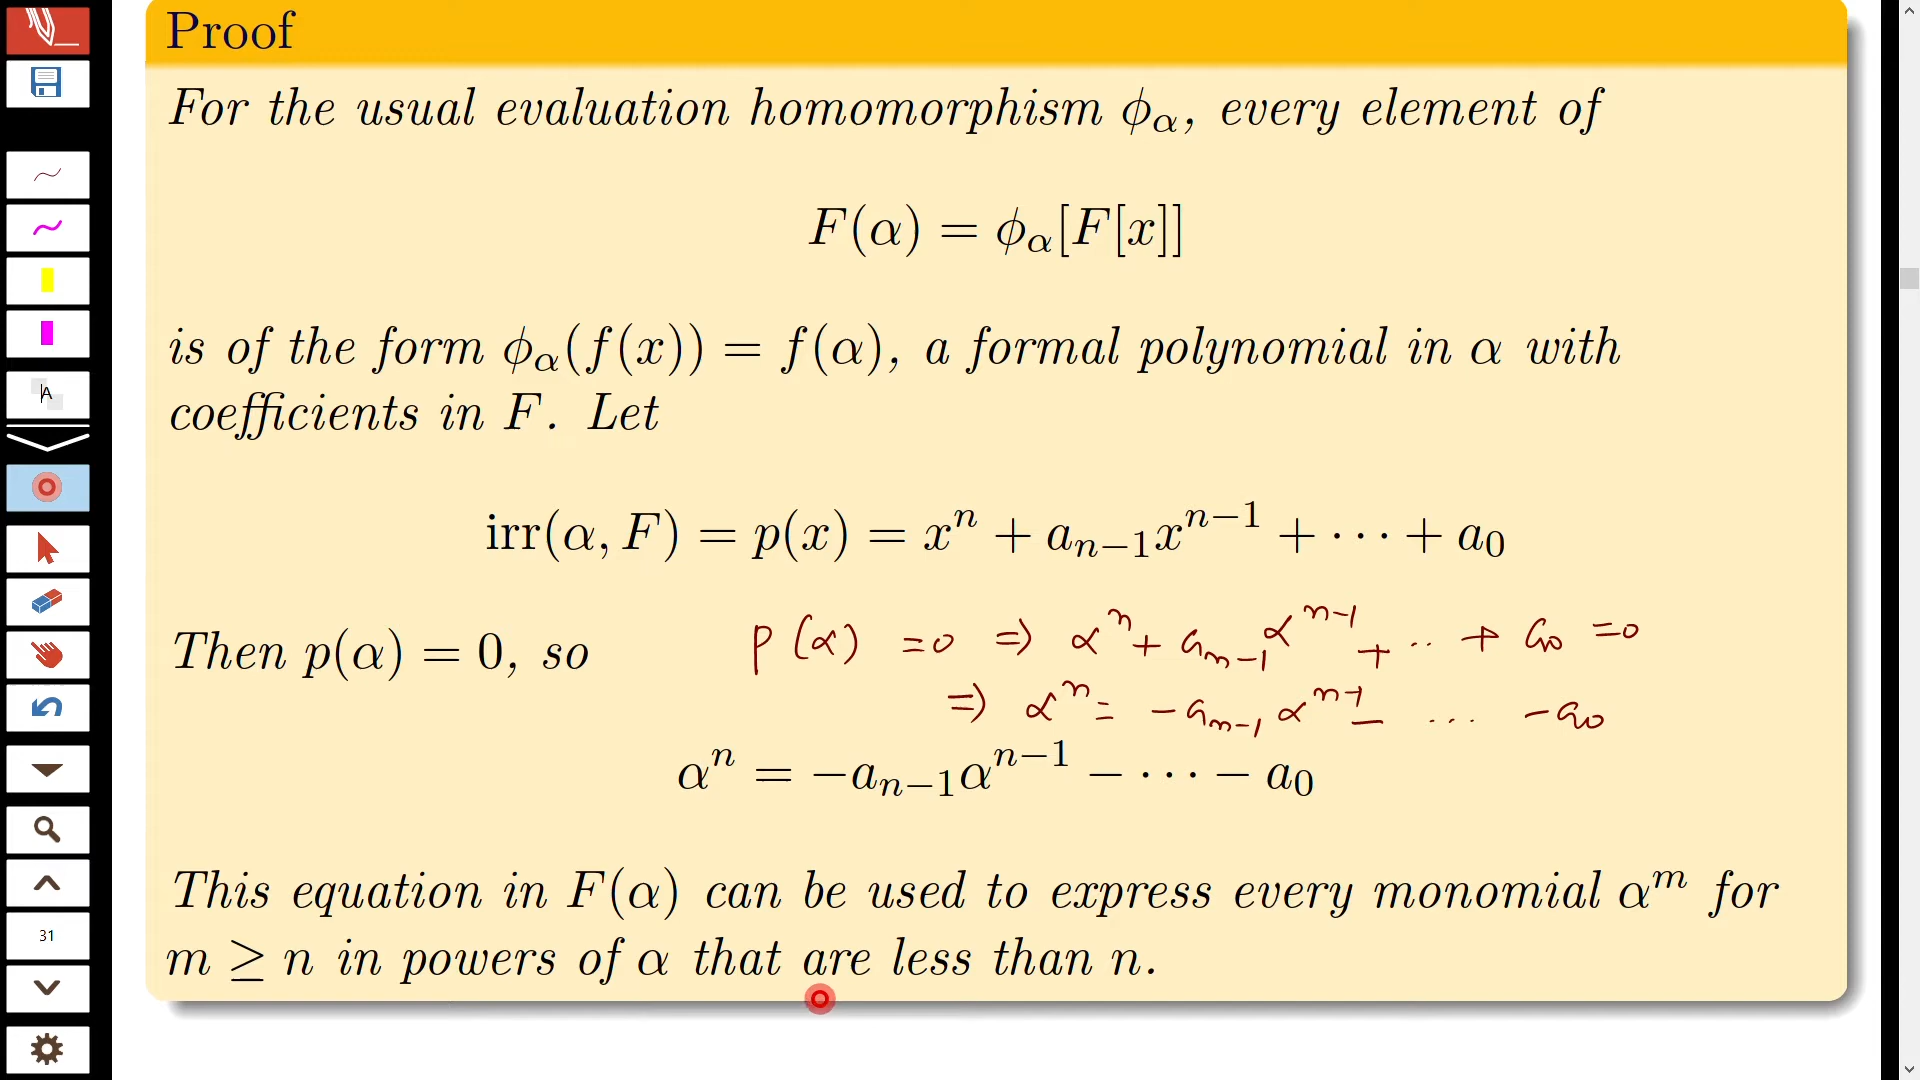 Proof
For the usual evaluation homomorphism ϕ_α, every element of
F(α) = ϕ_α[F[x]]
is of the form ϕ_α(f(x)) = f(α), a formal polynomial in α with
coefficients in F. Let
irr(α, F) = p(x) = x^n + a_{n−1}x^{n−1} + · · · + a_0
Then p(α) = 0, so
p(α) =0 ⇒ α^n + a_{n-1}α^{n-1} + .. + a_0 =0
⇒ α^n = -a_{n-1}α^{n-1} - ... -a_0
α^n = −a_{n−1}α^{n−1} − · · · − a_0
This equation in F(α) can be used to express every monomial α^m for
m ≥ n in powers of α that are less than n.
A
31